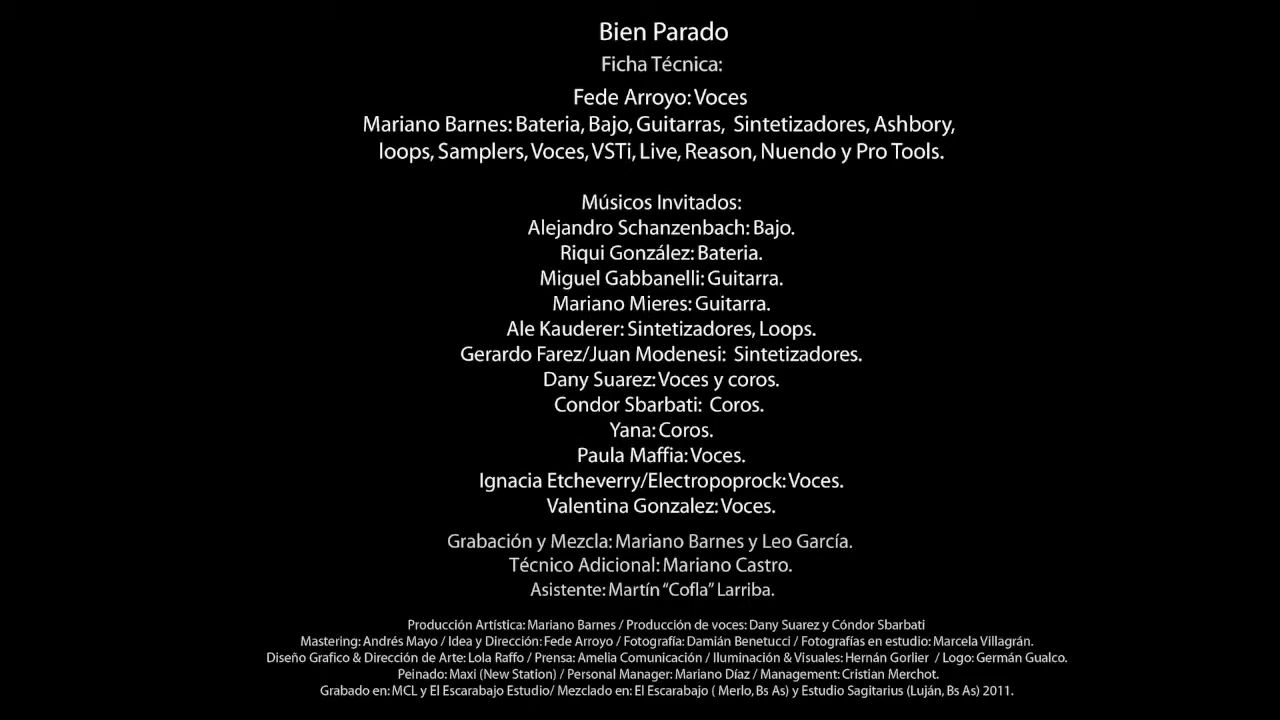 Bien Parado
Ficha Técnica:
Fede Arroyo: Voces
Mariano Barnes: Bateria, Bajo, Guitarras, Sintetizadores, Ashbory,
loops, Samplers, Voces, VSTi, Live, Reason, Nuendo y Pro Tools.
Músicos Invitados:
Alejandro Schanzenbach: Bajo.
Riqui González: Bateria.
Miguel Gabbanelli: Guitarra.
Mariano Mieres: Guitarra.
Ale Kauderer: Sintetizadores, Loops.
Gerardo Farez/Juan Modenesi: Sintetizadores.
Dany Suarez: Voces y coros.
Condor Sbarbati: Coros.
Yana: Coros.
Paula Maffia: Voces.
Ignacia Etcheverry/Electropoprock: Voces.
Valentina Gonzalez: Voces.
Grabación y Mezcla: Mariano Barnes y Leo García.
Técnico Adicional: Mariano Castro.
Asistente: Martín “Cofla” Larriba.
Producción Artística: Mariano Barnes / Producción de voces: Dany Suarez y Cóndor Sbarbati
Mastering: Andrés Mayo / Idea y Dirección: Fede Arroyo / Fotografía: Damián Benetucci / Fotografías en estudio: Marcela Villagrán.
Diseño Grafico & Dirección de Arte: Lola Raffo / Prensa: Amelia Comunicación / Iluminación & Visuales: Hernán Gorlier / Logo: Germán Gualco.
Peinado: Maxi (New Station) / Personal Manager: Mariano Díaz / Management: Cristian Merchot.
Grabado en: MCL y El Escarabajo Estudio/ Mezclado en: El Escarabajo ( Merlo, Bs As) y Estudio Sagitarius (Luján, Bs As) 2011.